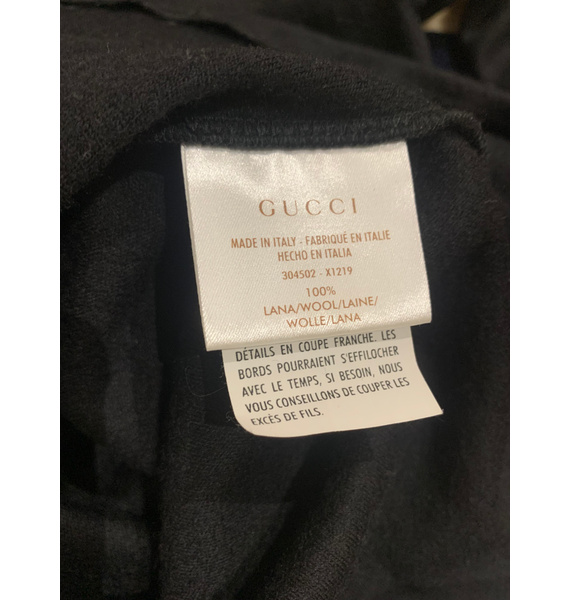 GUCCI
MADE IN ITALY - FABRIQUÉ EN ITALIE
HECHO EN ITALIA
304502 - X1219
100%
LANA/WOOL/LAINE/
WOLLE/LANA
DÉTAILS EN COUPE FRANCHE. LES
BORDS POURRAIENT S'EFFILOCHER
AVEC LE TEMPS, SI BESOIN, NOUS
VOUS CONSEILLONS DE COUPER LES
EXCÈS DE FILS.